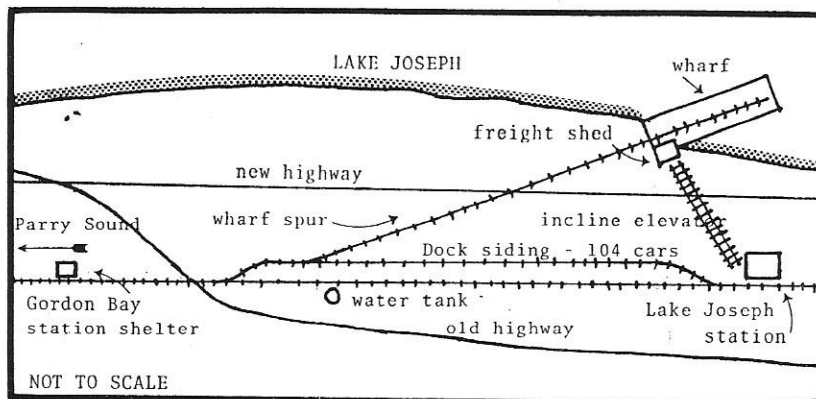 LAKE JOSEPH
wharf
freight shed
new highway
Parry Sound
wharf spur
incline elevator
Dock siding - 104 cars
Gordon Bay
station shelter
water tank
Lake Joseph
station
old highway
NOT TO SCALE